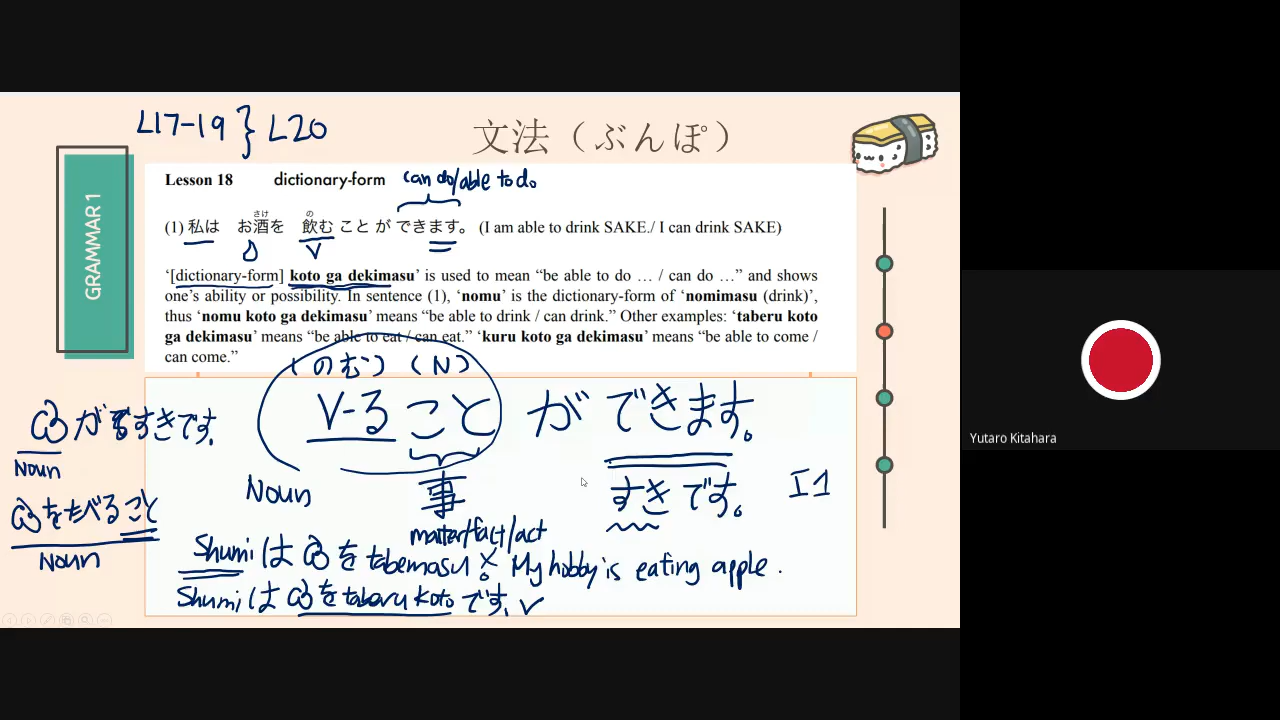 L17-19 } L20
文法（ぶんぽ）
GRAMMAR 1
Lesson 18 dictionary-form can do/able to do
(1) 私は お酒を 飲む こと が できます。 (I am able to drink SAKE./ I can drink SAKE)
さけ の
V
‘[dictionary-form] koto ga dekimasu’ is used to mean “be able to do … / can do …” and shows
one’s ability or possibility. In sentence (1), ‘nomu’ is the dictionary-form of ‘nomimasu (drink)’,
thus ‘nomu koto ga dekimasu’ means “be able to drink / can drink.” Other examples: ‘taberu koto
ga dekimasu’ means “be able to eat / can eat.” ‘kuru koto ga dekimasu’ means “be able to come /
can come.”
(のむ) (N)
V-る こと が できます。
Noun 事 すきです。 I1
matter/fact/act
がすきです。
Noun
をたべること
Noun
Shumi は を tabemasu × My hobby is eating apple.
Shumi は を taberu koto です。 ✓
Yutaro Kitahara